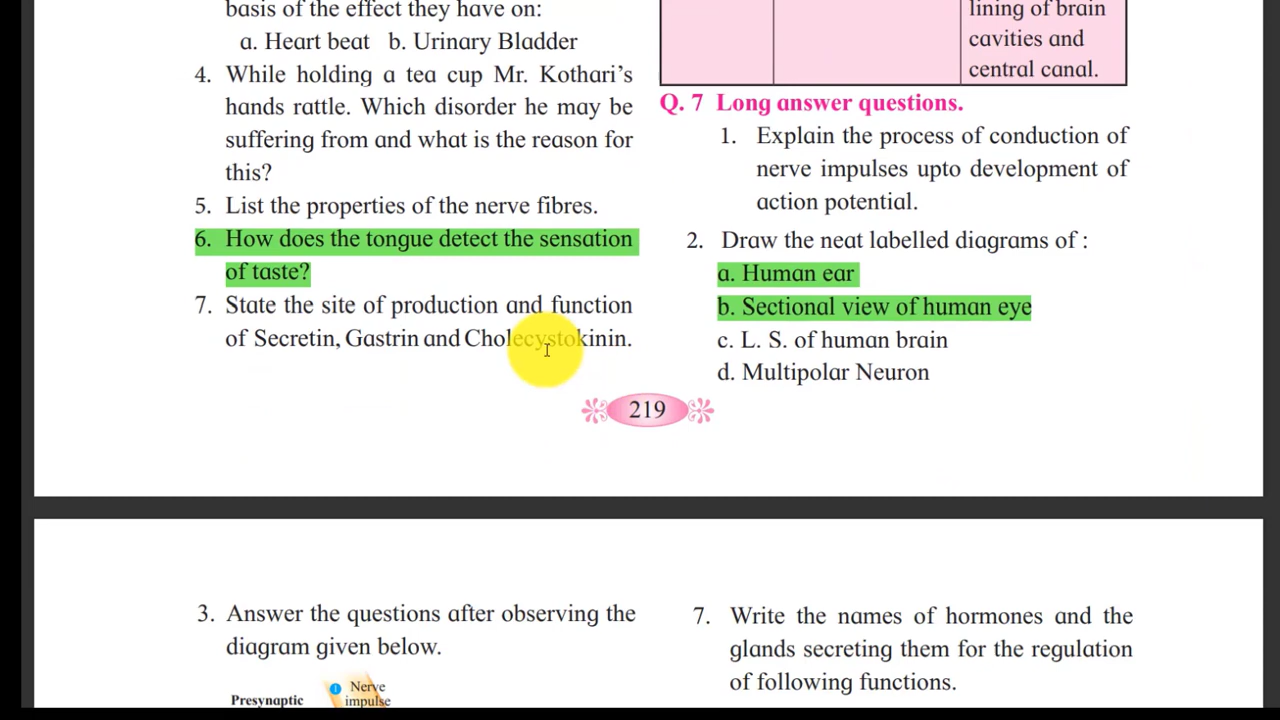 basis of the effect they have on:
a. Heart beat b. Urinary Bladder
4. While holding a tea cup Mr. Kothari's
hands rattle. Which disorder he may be
suffering from and what is the reason for
this?
5. List the properties of the nerve fibres.
6. How does the tongue detect the sensation
of taste?
7. State the site of production and function
of Secretin, Gastrin and Cholecystokinin.
lining of brain
cavities and
central canal.
Q. 7 Long answer questions.
1. Explain the process of conduction of
nerve impulses upto development of
action potential.
2. Draw the neat labelled diagrams of :
a. Human ear
b. Sectional view of human eye
c. L. S. of human brain
d. Multipolar Neuron
219
3. Answer the questions after observing the
diagram given below.
1 Nerve
impulse
Presynaptic
7. Write the names of hormones and the
glands secreting them for the regulation
of following functions.